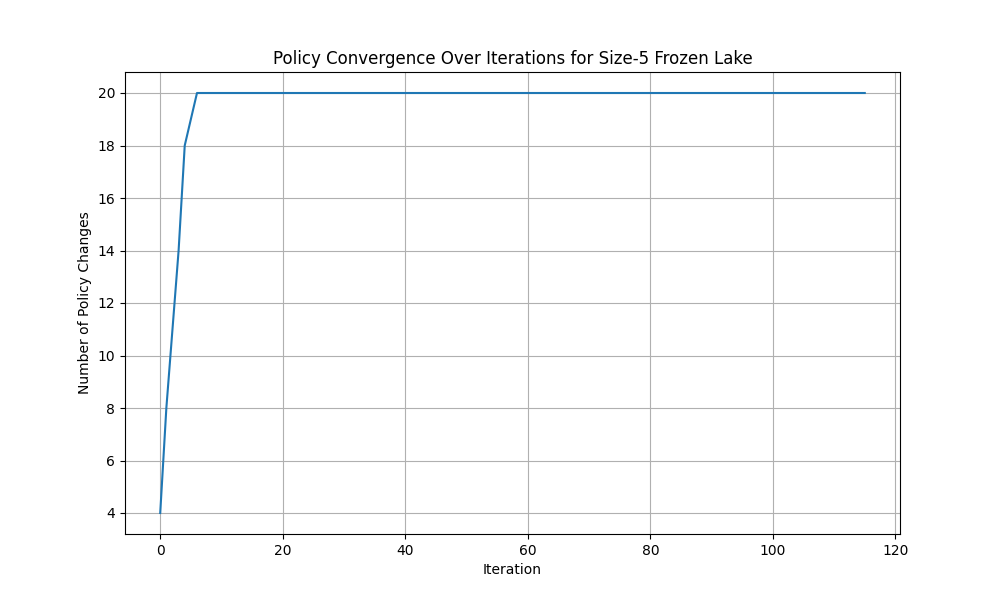 Policy Convergence Over Iterations for Size-5 Frozen Lake
Number of Policy Changes
20
18
16
14
12
10
8
6
4
0 20 40 60 80 100 120
Iteration